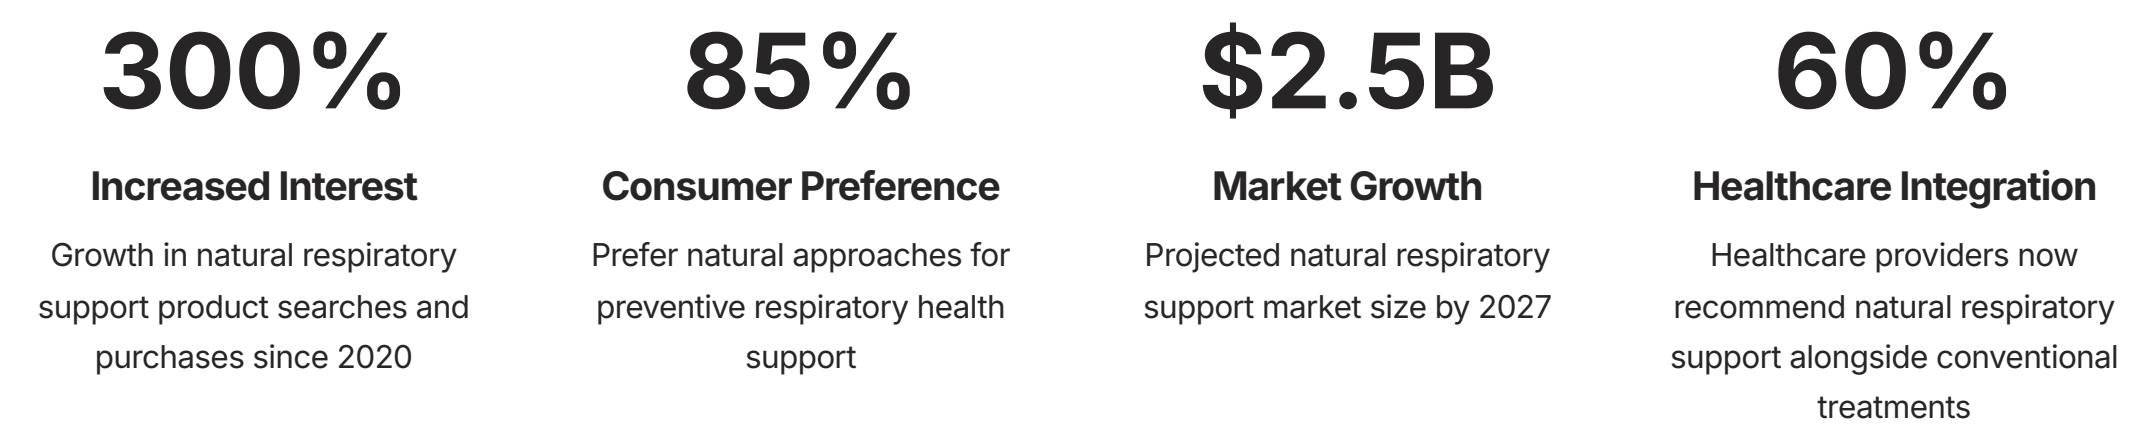 300%
Increased Interest
Growth in natural respiratory
support product searches and
purchases since 2020
85%
Consumer Preference
Prefer natural approaches for
preventive respiratory health
support
$2.5B
Market Growth
Projected natural respiratory
support market size by 2027
60%
Healthcare Integration
Healthcare providers now
recommend natural respiratory
support alongside conventional
treatments